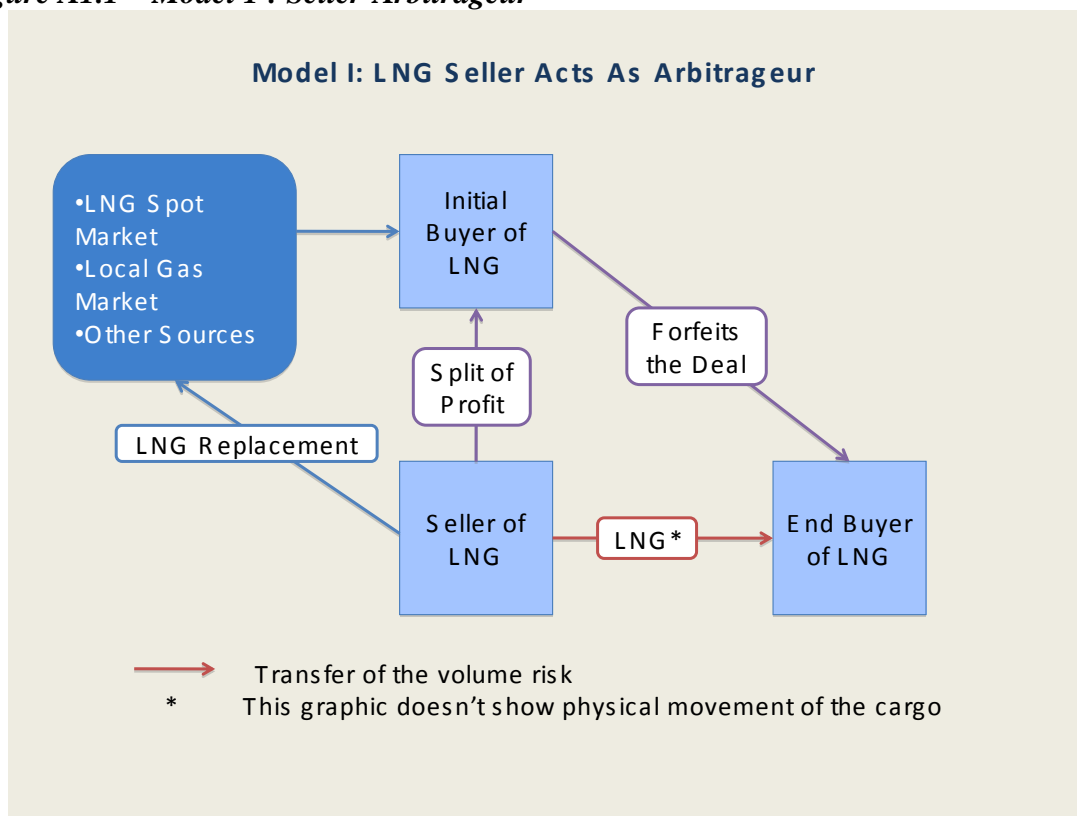 Model I: LNG Seller Acts As Arbitrageur
•LNG Spot
Market
•Local Gas
Market
•Other Sources
Initial
Buyer of
LNG
Forfeits
the Deal
Split of
Profit
LNG Replacement
Seller of
LNG
LNG*
End Buyer
of LNG
Transfer of the volume risk
* This graphic doesn’t show physical movement of the cargo